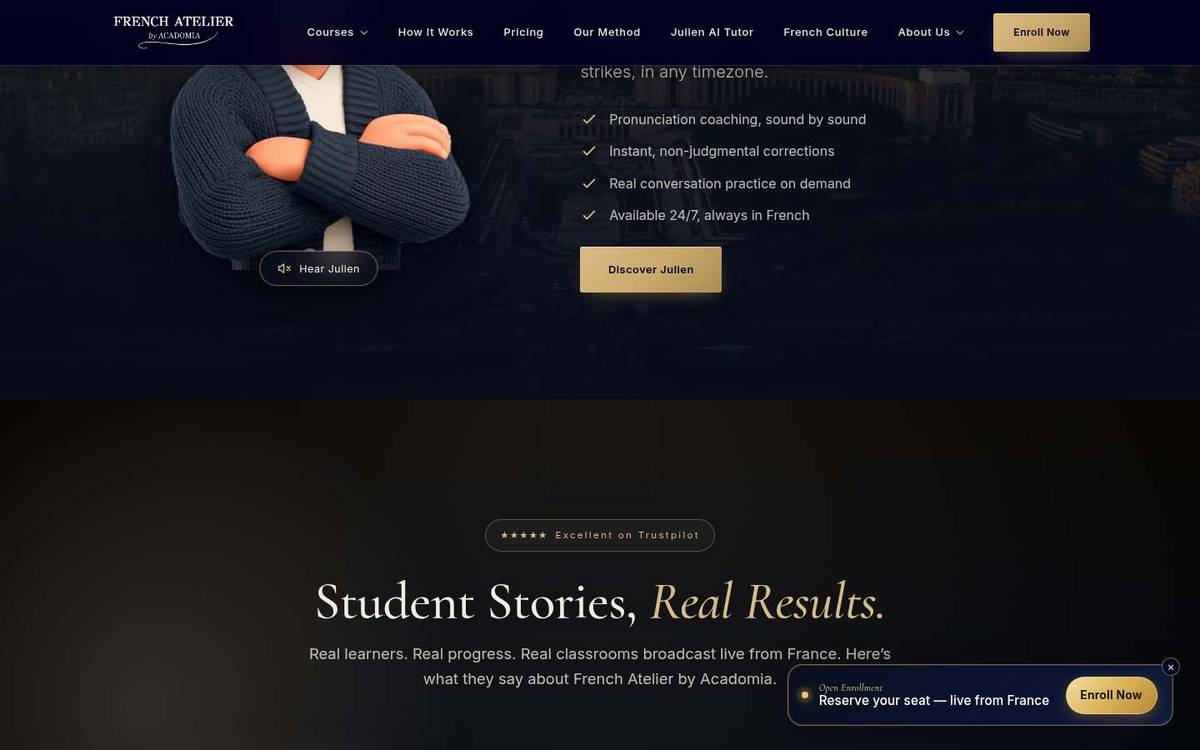 FRENCH ATELIER
by ACADOMIA
Courses
How It Works
Pricing
Our Method
Julien AI Tutor
French Culture
About Us
Enroll Now
strikes, in any timezone.
Pronunciation coaching, sound by sound
Instant, non-judgmental corrections
Real conversation practice on demand
Available 24/7, always in French
Hear Julien
Discover Julien
★★★★★ Excellent on Trustpilot
Student Stories, Real Results.
Real learners. Real progress. Real classrooms broadcast live from France. Here’s
what they say about French Atelier by Acadomia.
Open Enrollment
Reserve your seat — live from France
Enroll Now